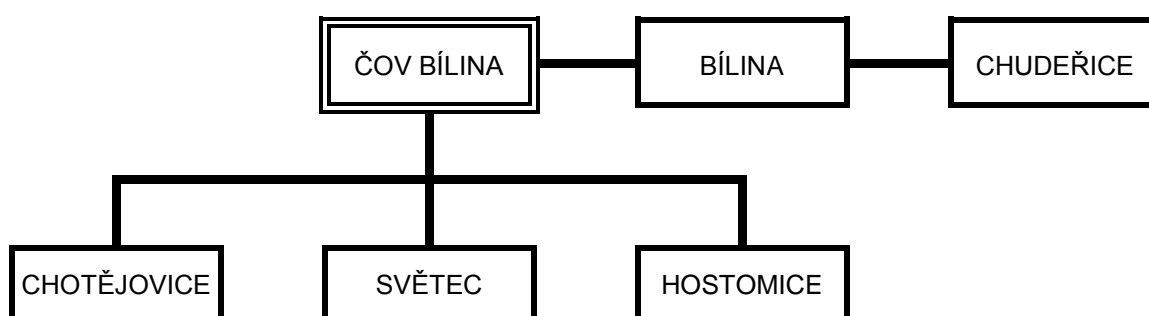 ČOV BÍLINA
BÍLINA
CHUDEŘICE
CHOTĚJOVICE
SVĚTEC
HOSTOMICE